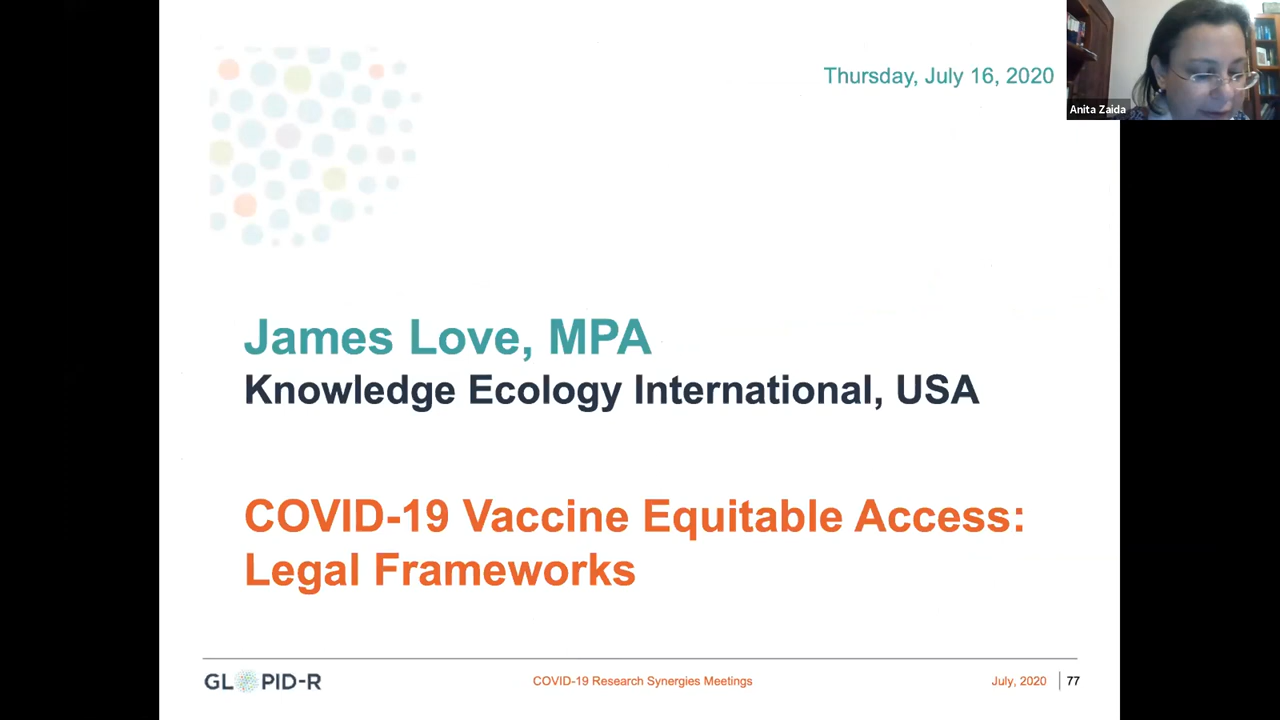 Thursday, July 16, 2020
Anita Zaida
James Love, MPA
Knowledge Ecology International, USA
COVID-19 Vaccine Equitable Access:
Legal Frameworks
GLOPID-R
COVID-19 Research Synergies Meetings
July, 2020 | 77